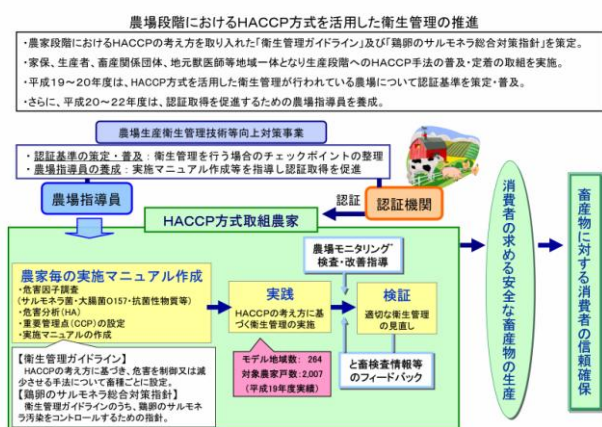 農場段階におけるHACCP方式を活用した衛生管理の推進
・農家段階におけるHACCPの考え方を取り入れた「衛生管理ガイドライン」及び「鶏卵のサルモネラ総合対策指針」を策定。
・家保、生産者、畜産関係団体、地元獣医師等地域一体となり生産段階へのHACCP手法の普及・定着の取組を実施。
・平成19～20年度は、HACCP方式を活用した衛生管理が行われている農場について認証基準を策定・普及。
・さらに、平成20～22年度は、認証取得を促進するための農場指導員を養成。
農場生産衛生管理技術等向上対策事業
・認証基準の策定・普及：衛生管理を行う場合のチェックポイントの整理
・農場指導員の養成：実施マニュアル作成等を指導し認証取得を促進
農場指導員
認証
認証機関
HACCP方式取組農家
農家毎の実施マニュアル作成
・危害因子調査
(サルモネラ菌・大腸菌O157・抗菌性物質等)
・危害分析(HA)
・重要管理点(CCP)の設定
・実施マニュアルの作成
実践
HACCPの考え方に基
づく衛生管理の実施
農場モニタリング
検査・改善指導
検証
適切な衛生管理
の見直し
と畜検査情報等
のフィードバック
モデル地域数： 264
対象農家戸数：2,007
(平成19年度実績)
【衛生管理ガイドライン】
HACCPの考え方に基づき、危害を制御又は減
少させる手法について畜種ごとに設定。
【鶏卵のサルモネラ総合対策指針】
衛生管理ガイドラインのうち、鶏卵のサルモネ
ラ汚染をコントロールするための指針。
消費者の求める安全な畜産物の生産
畜産物に対する消費者の信頼確保